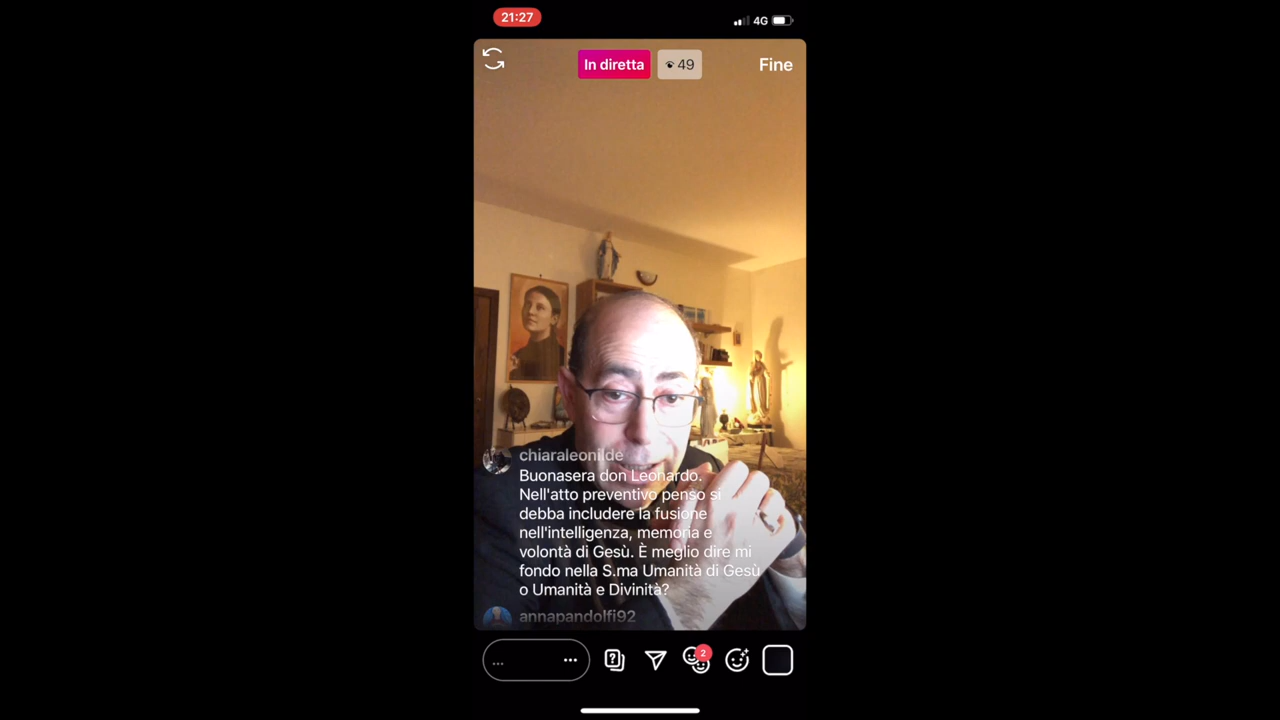 21:27
4G
In diretta
49
Fine
chiaraleonilde
Buonasera don Leonardo.
Nell'atto preventivo penso si
debba includere la fusione
nell'intelligenza, memoria e
volontà di Gesù. È meglio dire mi
fondo nella S.ma Umanità di Gesù
o Umanità e Divinità?
annapandolfi92
...
2